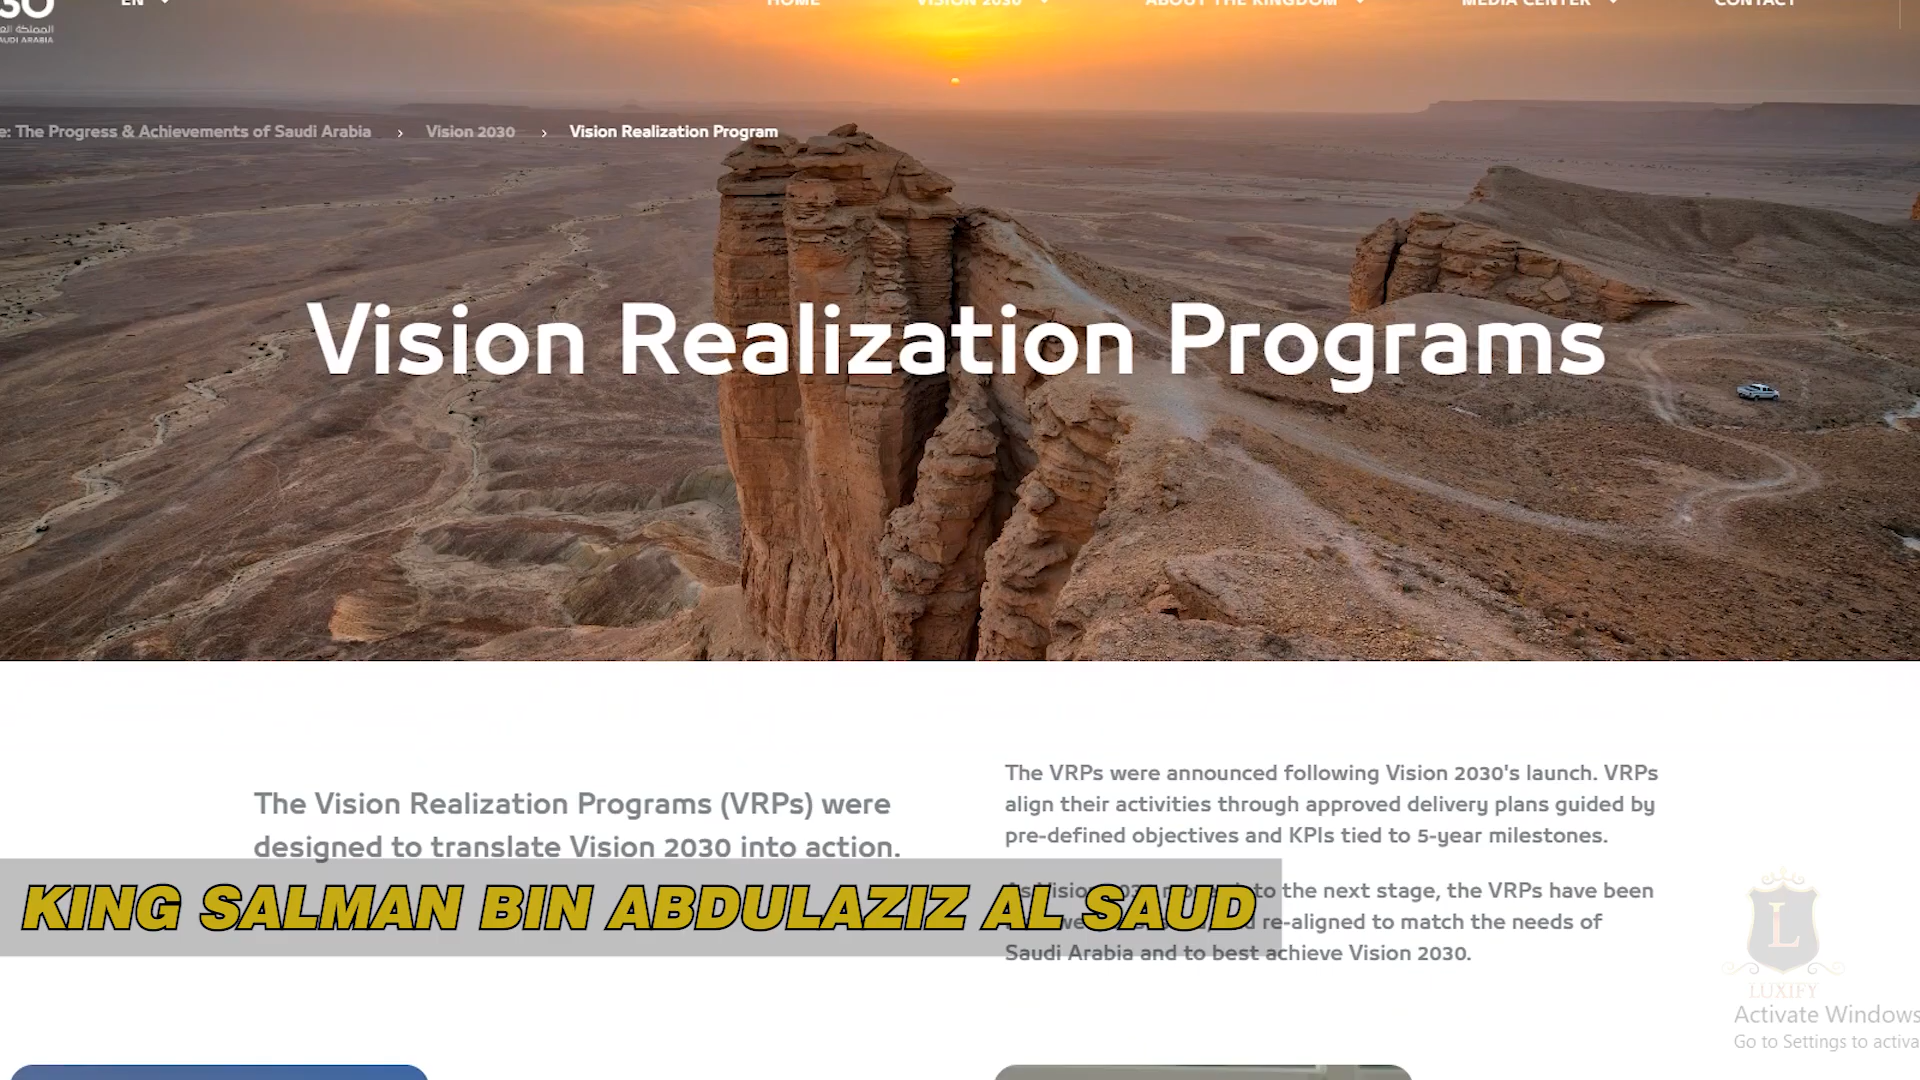 30
EN
HOME
VISION 2030
ABOUT THE KINGDOM
MEDIA CENTER
CONTACT
المملكة
AUDI ARABIA
e: The Progress & Achievements of Saudi Arabia › Vision 2030 › Vision Realization Program
Vision Realization Programs
The Vision Realization Programs (VRPs) were
designed to translate Vision 2030 into action.
The VRPs were announced following Vision 2030's launch. VRPs
align their activities through approved delivery plans guided by
pre-defined objectives and KPIs tied to 5-year milestones.
to the next stage, the VRPs have been
re-aligned to match the needs of
Saudi Arabia and to best achieve Vision 2030.
KING SALMAN BIN ABDULAZIZ AL SAUD
L
LUXIFY
Activate Windows
Go to Settings to activa